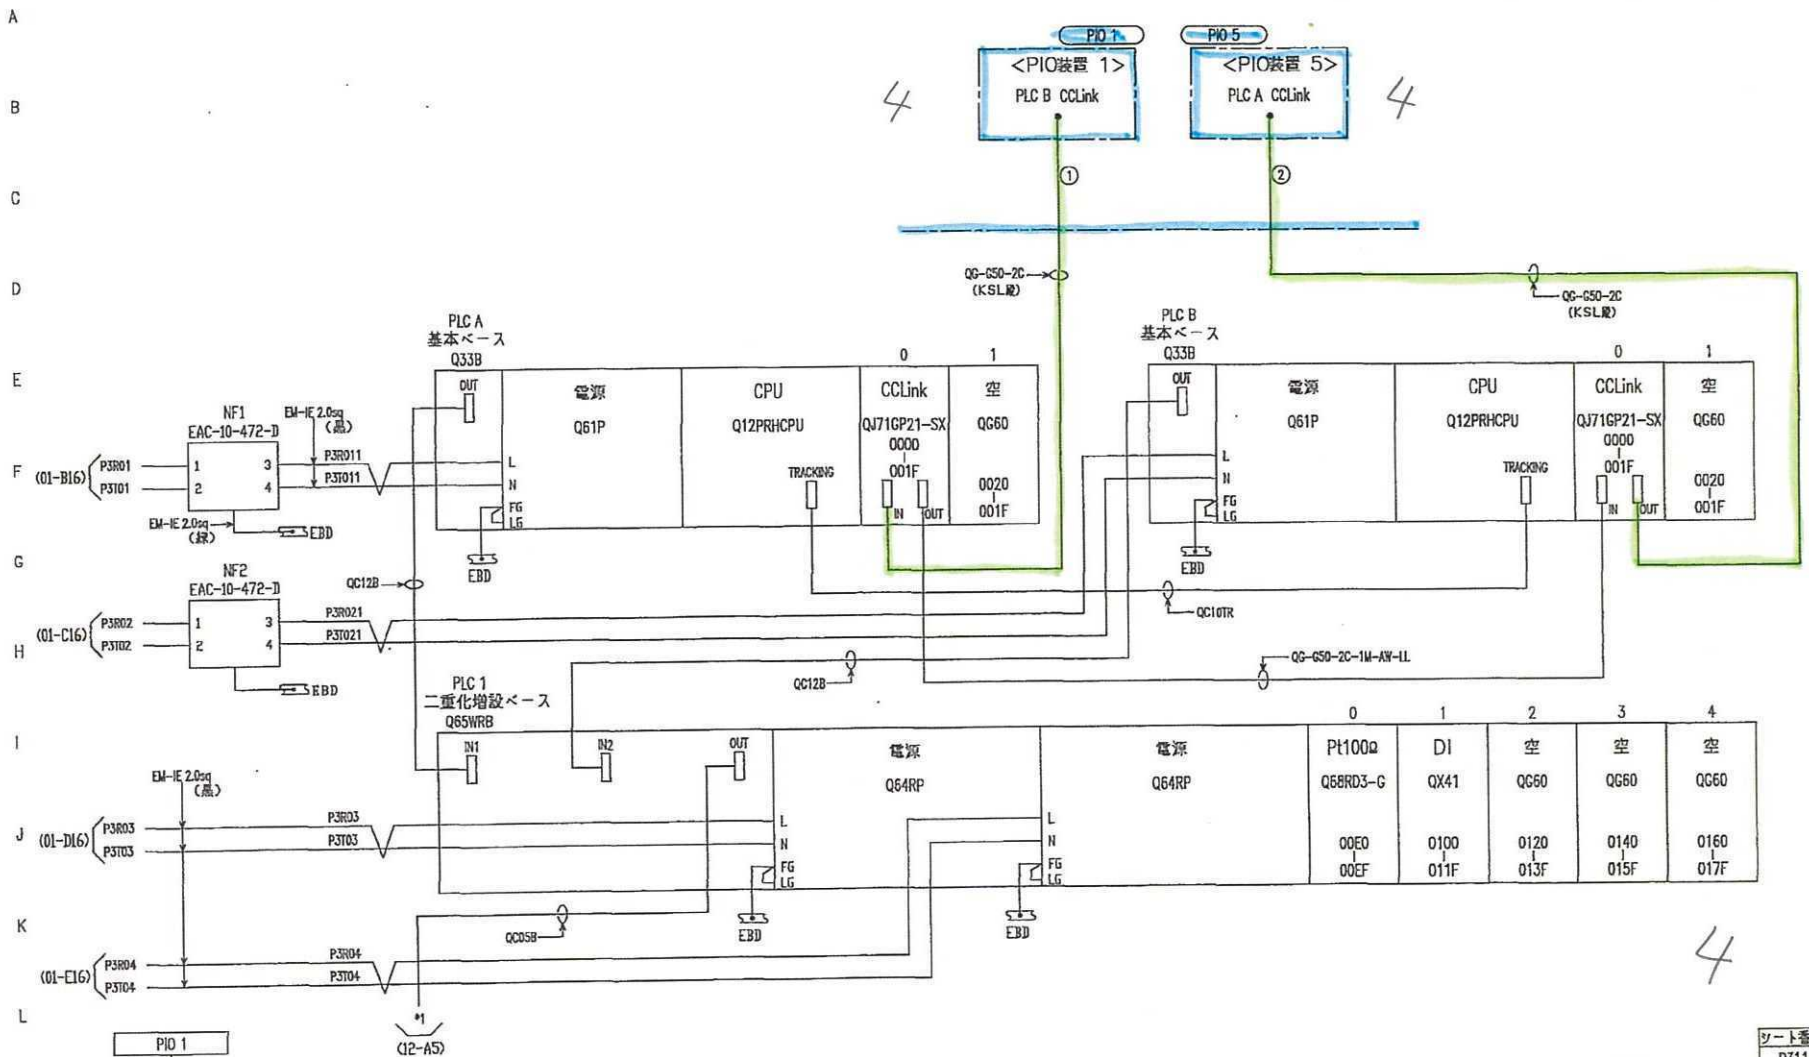 A
B
C
D
E
F
G
H
I
J
K
L
PIO 1
PIO 5
<PIO装置 1>
PLC B CCLink
<PIO装置 5>
PLC A CCLink
4
4
①
②
QG-G50-2C
(KSL殿)
QG-G50-2C
(KSL殿)
PLC A
基本ベース
Q33B
OUT
電源
Q61P
L
N
FG
LG
EBD
CPU
Q12PRHCPU
TRACKING
0
CCLink
QJ71GP21-SX
0000
001F
IN
OUT
1
空
QG60
0020
001F
PLC B
基本ベース
Q33B
OUT
電源
Q61P
L
N
FG
LG
EBD
CPU
Q12PRHCPU
TRACKING
0
CCLink
QJ71GP21-SX
0000
001F
IN
OUT
1
空
QG60
0020
001F
NF1
EAC-10-472-D
EM-IE 2.0sq
(黒)
(01-B16)
P3R01
P3T01
1
2
3
4
P3R011
P3T011
EM-IE 2.0sq
(緑)
EBD
NF2
EAC-10-472-D
(01-C16)
P3R02
P3T02
1
2
3
4
P3R021
P3T021
EBD
QC12B
QC10TR
QC12B
QG-G50-2C-1M-AW-LL
PLC 1
二重化増設ベース
Q65WRB
IN1
IN2
OUT
電源
Q64RP
L
N
FG
LG
EBD
電源
Q64RP
L
N
FG
LG
EBD
0
Pt100Ω
Q68RD3-G
00E0
00EF
1
DI
QX41
0100
011F
2
空
QG60
0120
013F
3
空
QG60
0140
015F
4
空
QG60
0160
017F
EM-IE 2.0sq
(黒)
(01-D16)
P3R03
P3T03
P3R03
P3T03
QC05B
(01-E16)
P3R04
P3T04
P3R04
P3T04
*1
(12-A5)
PIO 1
4